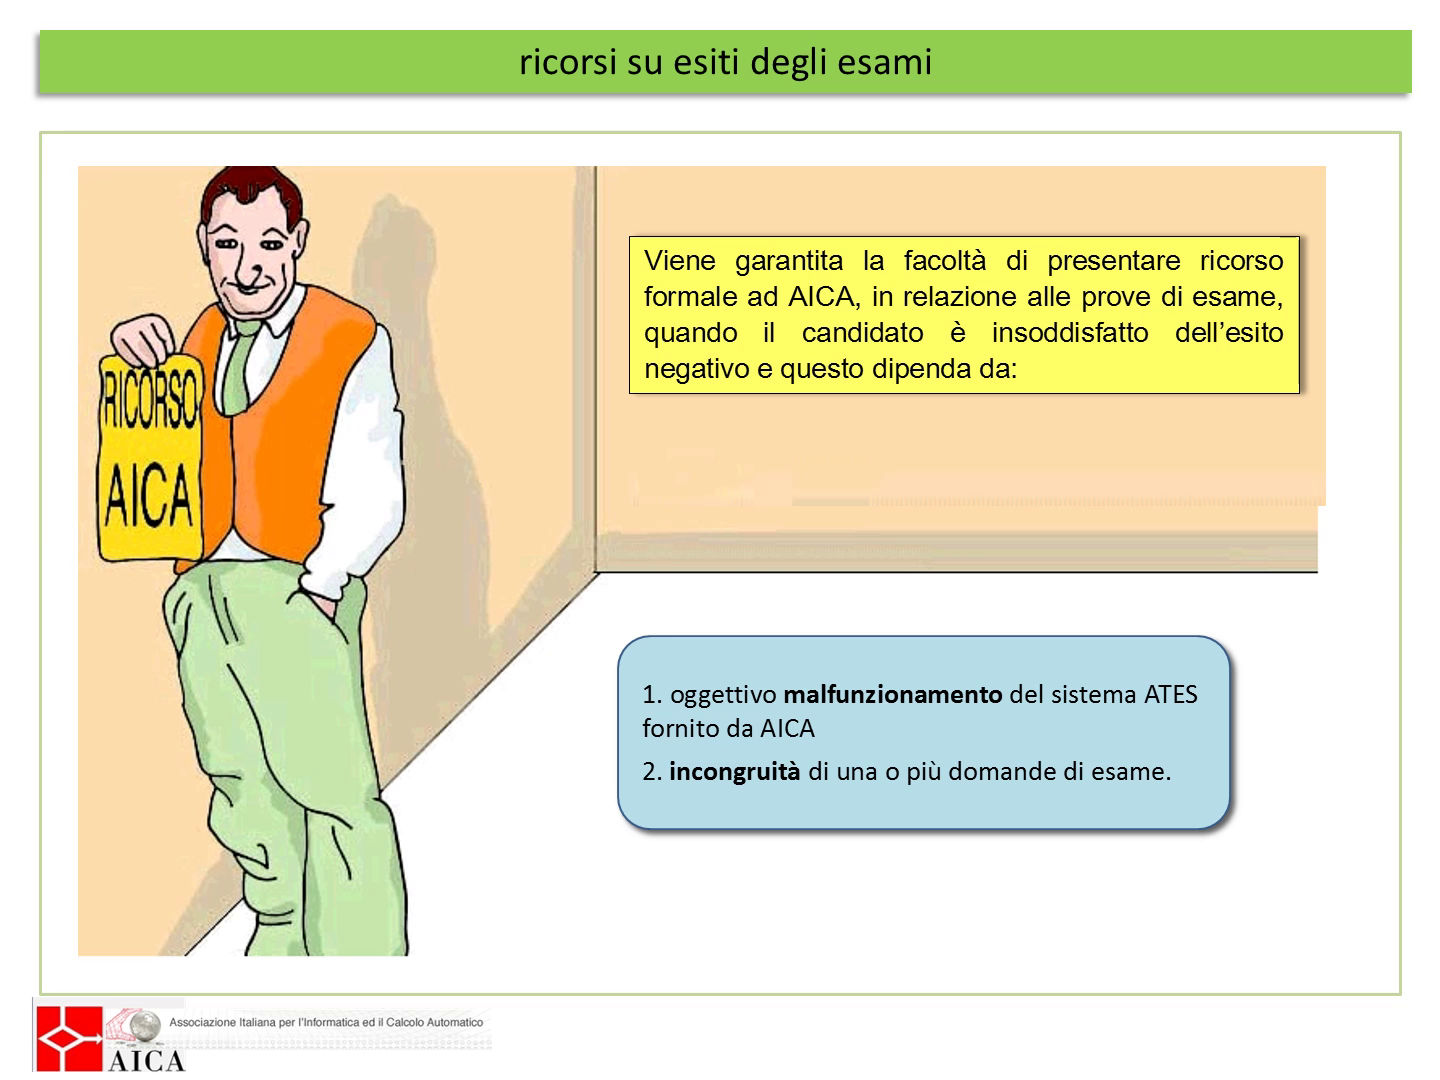 ricorsi su esiti degli esami
Viene garantita la facoltà di presentare ricorso
formale ad AICA, in relazione alle prove di esame,
quando il candidato è insoddisfatto dell’esito
negativo e questo dipenda da:
RICORSO
AICA
1. oggettivo malfunzionamento del sistema ATES
fornito da AICA
2. incongruità di una o più domande di esame.
Associazione Italiana per l'Informatica ed il Calcolo Automatico
AICA